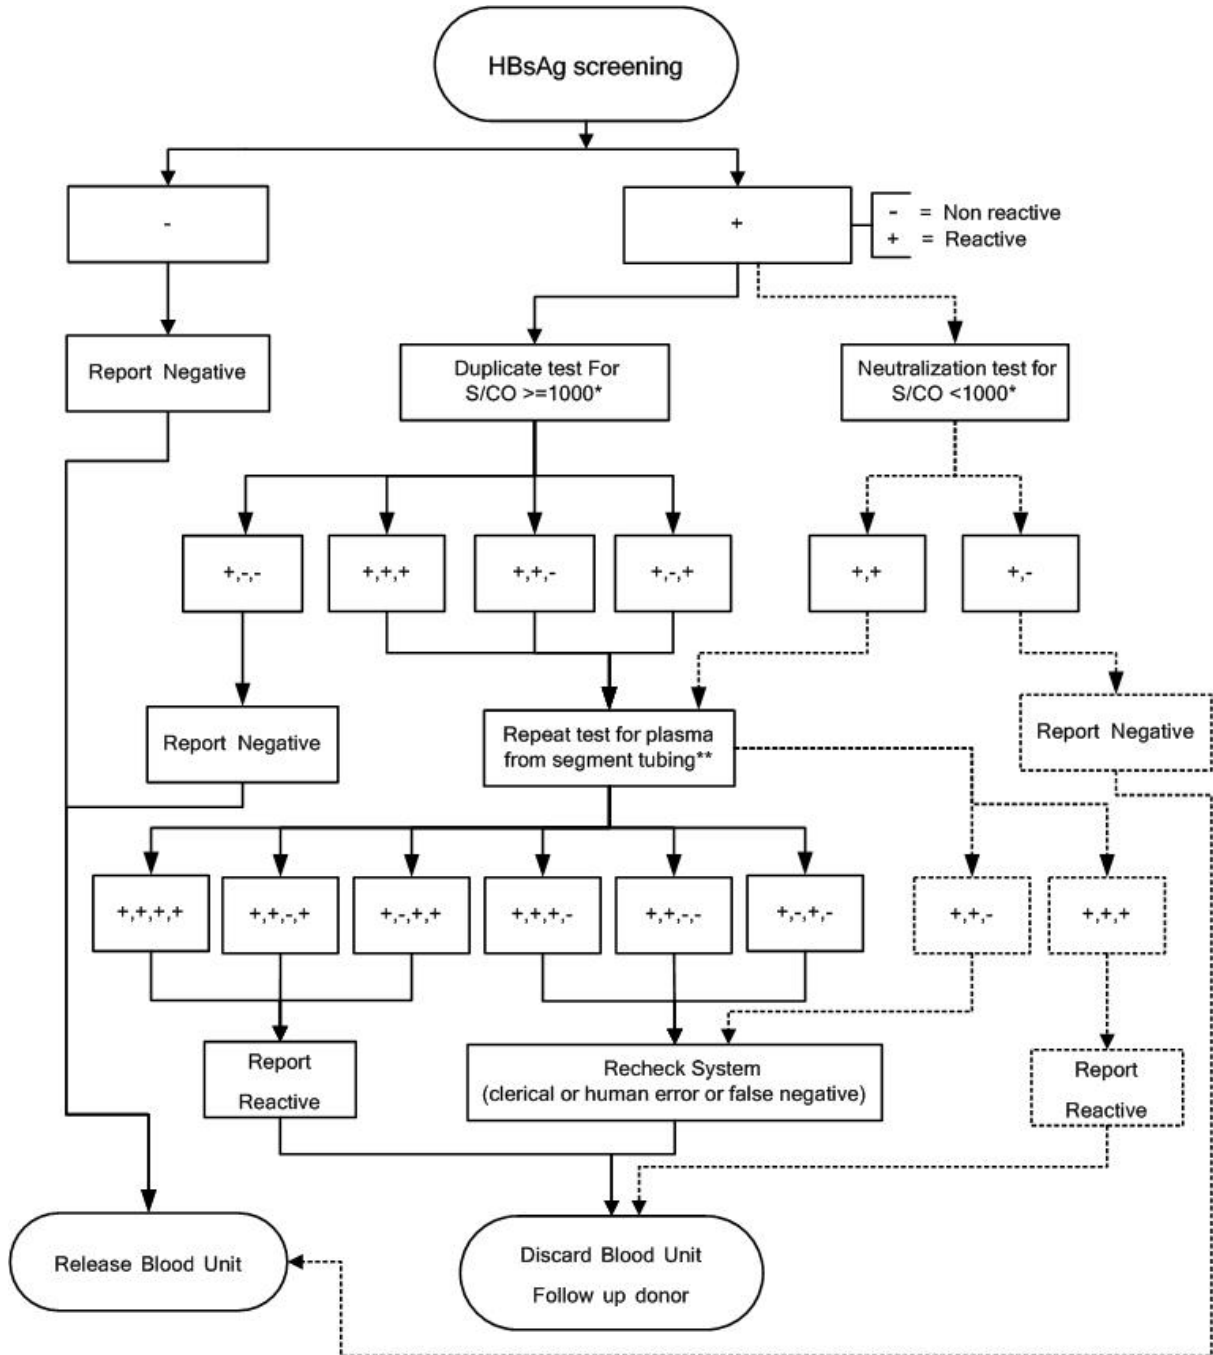 HBsAg screening
-
+
- = Non reactive
+ = Reactive
Report Negative
Duplicate test For
S/CO >=1000*
Neutralization test for
S/CO <1000*
+,-,-
+,+,+
+,+,-
+,-,+
+,+
+,-
Report Negative
Repeat test for plasma
from segment tubing**
Report Negative
+,+,+,+
+,+,-,+
+,-,+,+
+,+,+,-
+,+,-,-
+,-,+,-
+,+,-
+,+,+
Report
Reactive
Recheck System
(clerical or human error or false negative)
Report
Reactive
Release Blood Unit
Discard Blood Unit
Follow up donor